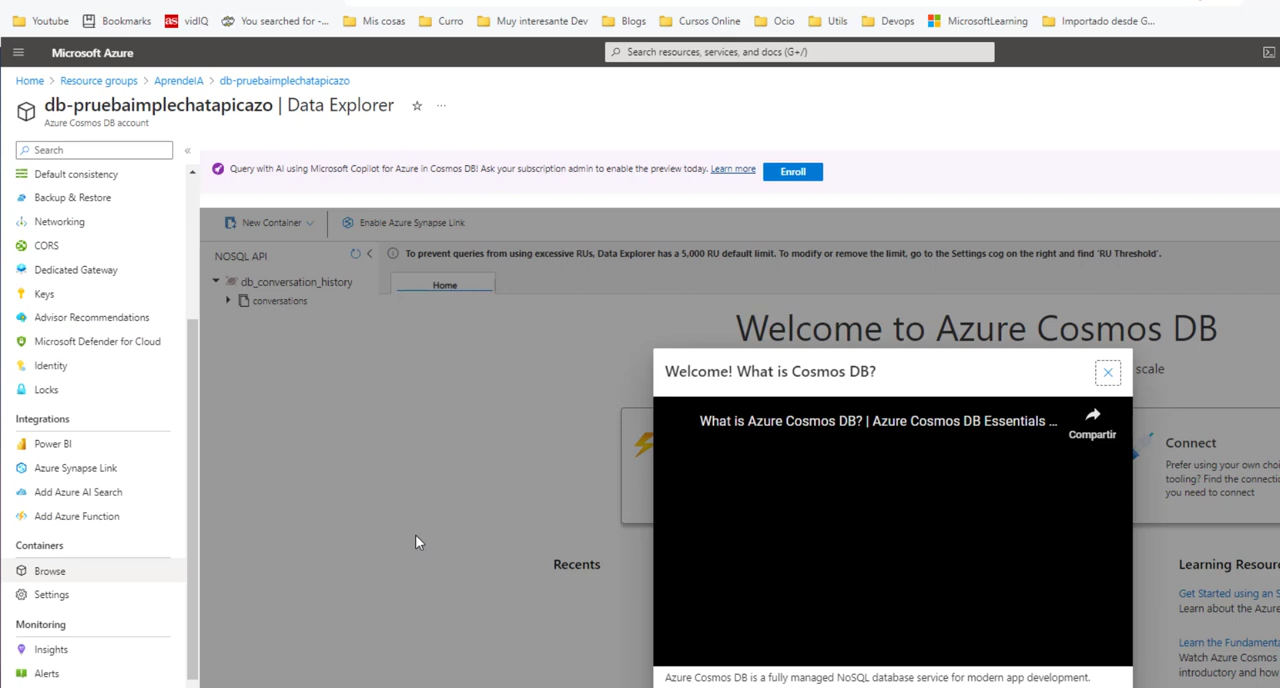 Youtube Bookmarks vidIQ You searched for -... Mis cosas Curro Muy interesante Dev Blogs Cursos Online Ocio Utils Devops MicrosoftLearning Importado desde G...
Microsoft Azure
Search resources, services, and docs (G+/)
Home > Resource groups > AprendeIA > db-pruebaimplechatapicazo
db-pruebaimplechatapicazo | Data Explorer
Azure Cosmos DB account
Search
Default consistency
Backup & Restore
Networking
CORS
Dedicated Gateway
Keys
Advisor Recommendations
Microsoft Defender for Cloud
Identity
Locks
Integrations
Power BI
Azure Synapse Link
Add Azure AI Search
Add Azure Function
Containers
Browse
Settings
Monitoring
Insights
Alerts
Query with AI using Microsoft Copilot for Azure in Cosmos DB! Ask your subscription admin to enable the preview today. Learn more
Enroll
New Container
Enable Azure Synapse Link
NOSQL API
db_conversation_history
conversations
To prevent queries from using excessive RUs, Data Explorer has a 5,000 RU default limit. To modify or remove the limit, go to the Settings cog on the right and find 'RU Threshold'.
Home
Welcome to Azure Cosmos DB
scale
Welcome! What is Cosmos DB?
What is Azure Cosmos DB? | Azure Cosmos DB Essentials ...
Compartir
Azure Cosmos DB is a fully managed NoSQL database service for modern app development.
Connect
Prefer using your own choi
tooling? Find the connectio
you need to connect
Recents
Learning Resour
Get Started using an S
Learn about the Azure
Learn the Fundamenta
Watch Azure Cosmos
introductory and how